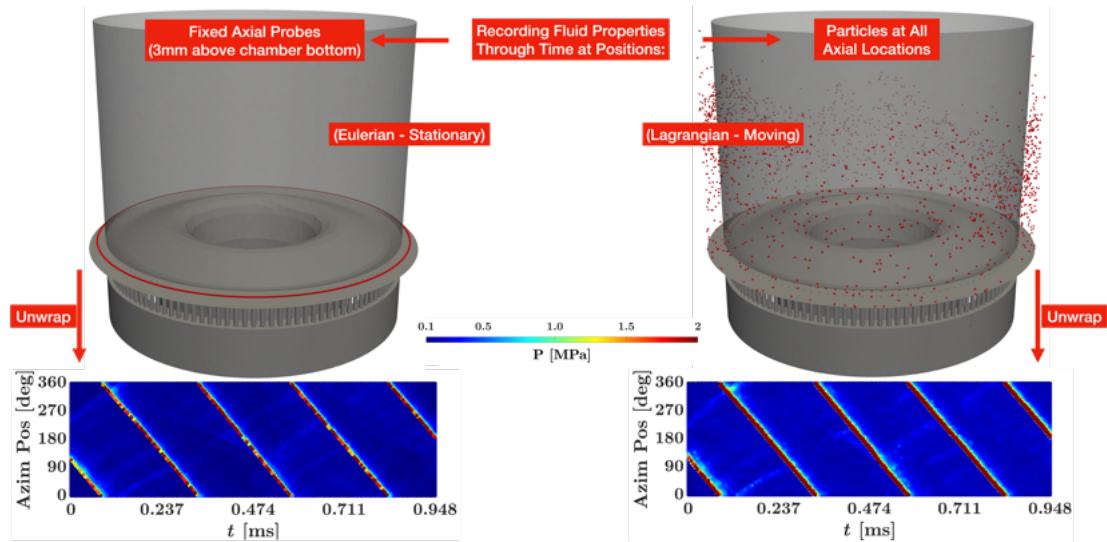 Fixed Axial Probes
(3mm above chamber bottom)
Recording Fluid Properties
Through Time at Positions:
Particles at All
Axial Locations
(Eulerian - Stationary)
(Lagrangian - Moving)
Unwrap
Unwrap
0.1 0.5 1.0 1.5 2
P [MPa]
Azim Pos [deg]
360
270
180
90
0
0 0.237 0.474 0.711 0.948
t [ms]
Azim Pos [deg]
360
270
180
90
0
0 0.237 0.474 0.711 0.948
t [ms]